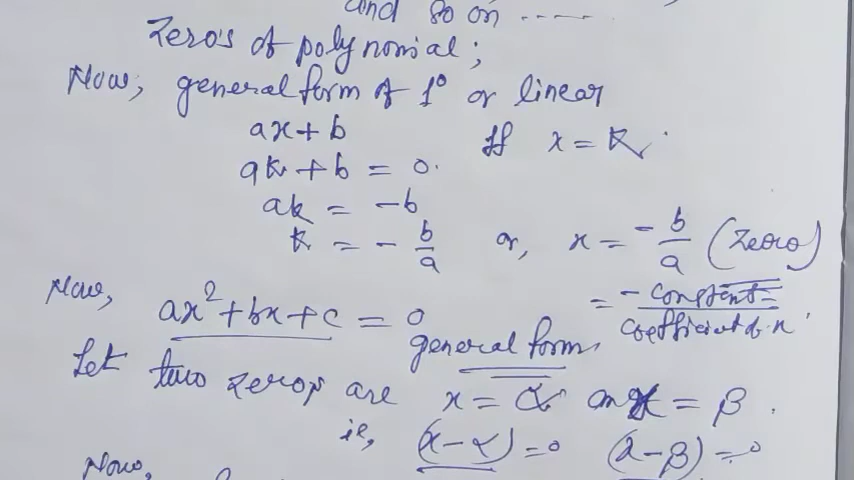 and so on -----
Zero's of polynomial;
Now, general form of 1° or linear
ax + b If x = k.
ak + b = 0.
ak = -b
k = - b/a or, x = - b/a (Zero)
= - constant / coefficient of x
Now, ax² + bx + c = 0
general form
Let two zeros are x = α and x = β.
ie, (x - α) = 0 (x - β) = 0
Now,